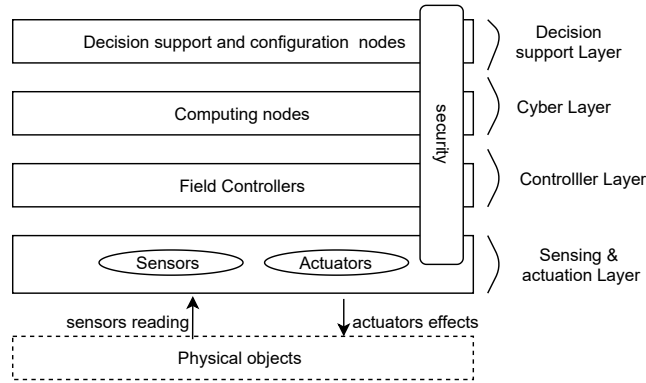 Decision support and configuration nodes
Decision
support Layer
Computing nodes
Cyber Layer
security
Field Controllers
Controlller Layer
Sensors
Actuators
Sensing &
actuation Layer
sensors reading
actuators effects
Physical objects